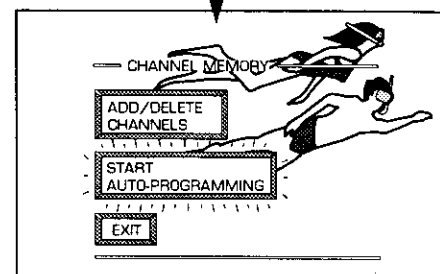 CHANNEL MEMORY
ADD/DELETE
CHANNELS
START
AUTO-PROGRAMMING
EXIT